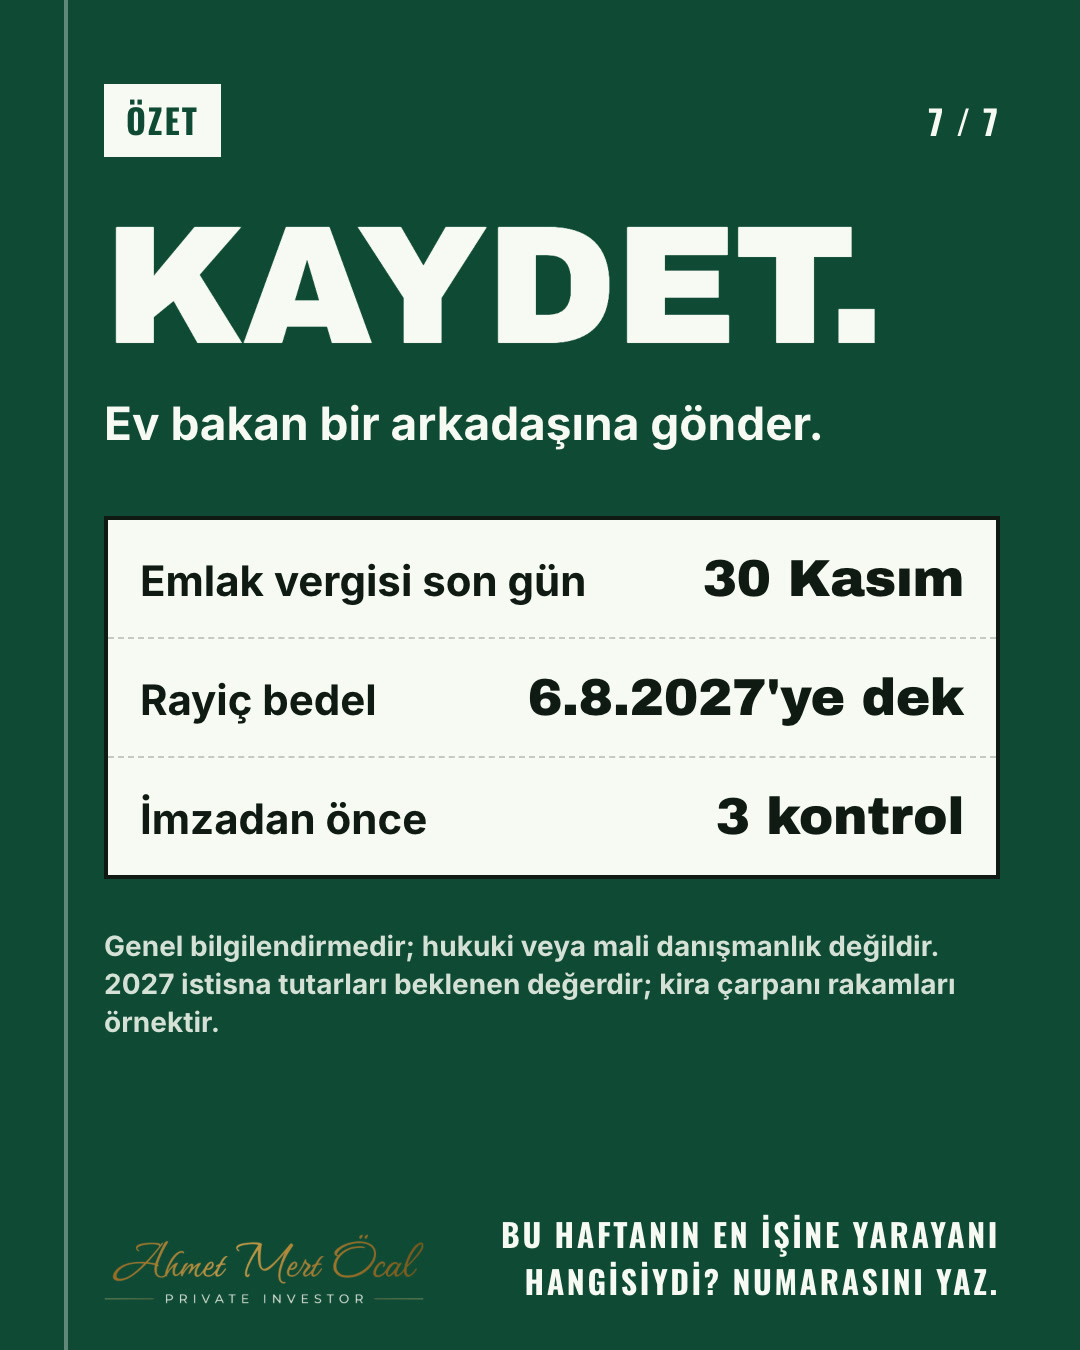 ÖZET
7 / 7
KAYDET.
Ev bakan bir arkadaşına gönder.
Emlak vergisi son gün 30 Kasım
Rayiç bedel 6.8.2027'ye dek
İmzadan önce 3 kontrol
Genel bilgilendirmedir; hukuki veya mali danışmanlık değildir.
2027 istisna tutarları beklenen değerdir; kira çarpanı rakamları
örnektir.
BU HAFTANIN EN İŞİNE YARAYANI
HANGİSİYDİ? NUMARASINI YAZ.
Ahmet Mert Öcal
PRIVATE INVESTOR